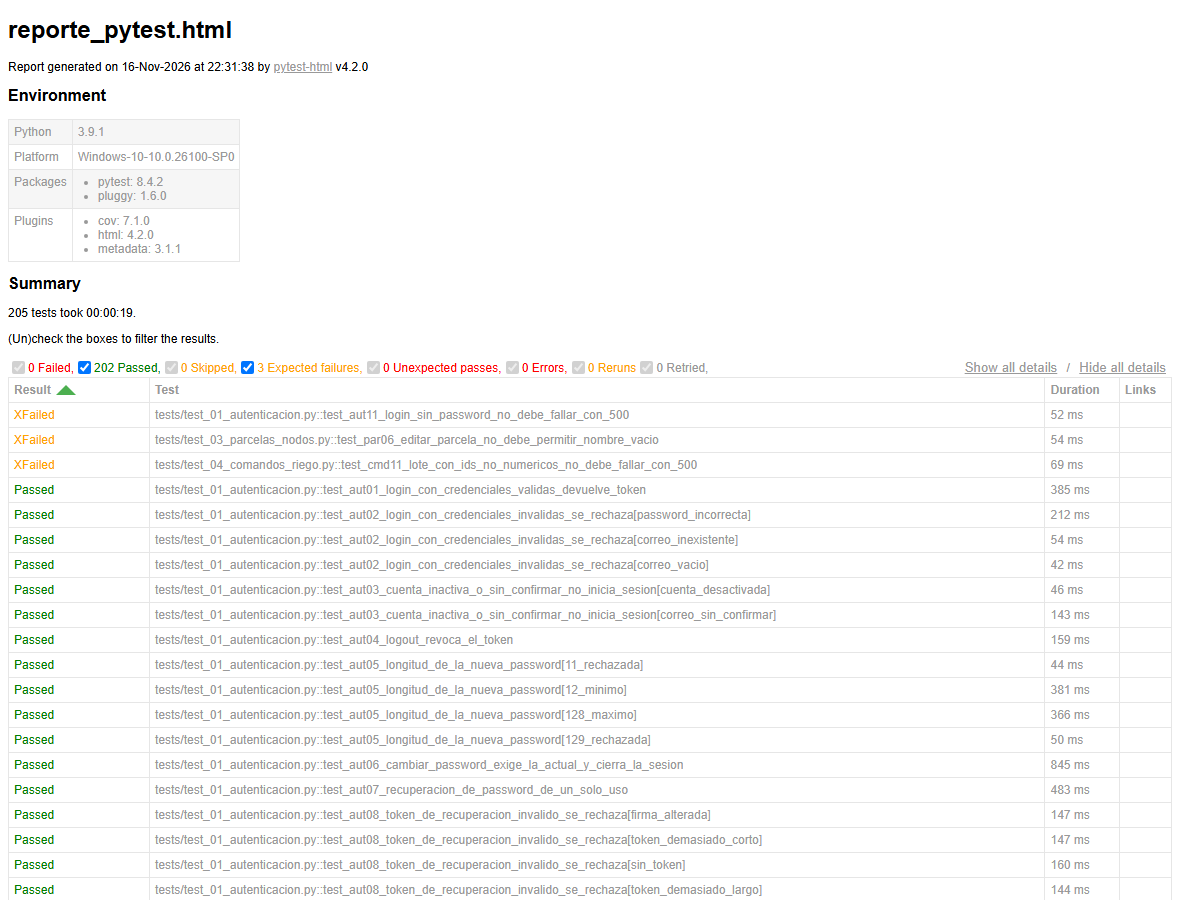 reporte_pytest.html
Report generated on 16-Nov-2026 at 22:31:38 by pytest-html v4.2.0
Environment
Python 3.9.1
Platform Windows-10-10.0.26100-SP0
Packages
pytest: 8.4.2
pluggy: 1.6.0
Plugins
cov: 7.1.0
html: 4.2.0
metadata: 3.1.1
Summary
205 tests took 00:00:19.
(Un)check the boxes to filter the results.
0 Failed, 202 Passed, 0 Skipped, 3 Expected failures, 0 Unexpected passes, 0 Errors, 0 Reruns 0 Retried, Show all details / Hide all details
Result Test Duration Links
XFailed tests/test_01_autenticacion.py::test_aut11_login_sin_password_no_debe_fallar_con_500 52 ms
XFailed tests/test_03_parcelas_nodos.py::test_par06_editar_parcela_no_debe_permitir_nombre_vacio 54 ms
XFailed tests/test_04_comandos_riego.py::test_cmd11_lote_con_ids_no_numericos_no_debe_fallar_con_500 69 ms
Passed tests/test_01_autenticacion.py::test_aut01_login_con_credenciales_validas_devuelve_token 385 ms
Passed tests/test_01_autenticacion.py::test_aut02_login_con_credenciales_invalidas_se_rechaza[password_incorrecta] 212 ms
Passed tests/test_01_autenticacion.py::test_aut02_login_con_credenciales_invalidas_se_rechaza[correo_inexistente] 54 ms
Passed tests/test_01_autenticacion.py::test_aut02_login_con_credenciales_invalidas_se_rechaza[correo_vacio] 42 ms
Passed tests/test_01_autenticacion.py::test_aut03_cuenta_inactiva_o_sin_confirmar_no_inicia_sesion[cuenta_desactivada] 46 ms
Passed tests/test_01_autenticacion.py::test_aut03_cuenta_inactiva_o_sin_confirmar_no_inicia_sesion[correo_sin_confirmar] 143 ms
Passed tests/test_01_autenticacion.py::test_aut04_logout_revoca_el_token 159 ms
Passed tests/test_01_autenticacion.py::test_aut05_longitud_de_la_nueva_password[11_rechazada] 44 ms
Passed tests/test_01_autenticacion.py::test_aut05_longitud_de_la_nueva_password[12_minimo] 381 ms
Passed tests/test_01_autenticacion.py::test_aut05_longitud_de_la_nueva_password[128_maximo] 366 ms
Passed tests/test_01_autenticacion.py::test_aut05_longitud_de_la_nueva_password[129_rechazada] 50 ms
Passed tests/test_01_autenticacion.py::test_aut06_cambiar_password_exige_la_actual_y_cierra_la_sesion 845 ms
Passed tests/test_01_autenticacion.py::test_aut07_recuperacion_de_password_de_un_solo_uso 483 ms
Passed tests/test_01_autenticacion.py::test_aut08_token_de_recuperacion_invalido_se_rechaza[firma_alterada] 147 ms
Passed tests/test_01_autenticacion.py::test_aut08_token_de_recuperacion_invalido_se_rechaza[token_demasiado_corto] 147 ms
Passed tests/test_01_autenticacion.py::test_aut08_token_de_recuperacion_invalido_se_rechaza[sin_token] 160 ms
Passed tests/test_01_autenticacion.py::test_aut08_token_de_recuperacion_invalido_se_rechaza[token_demasiado_largo] 144 ms